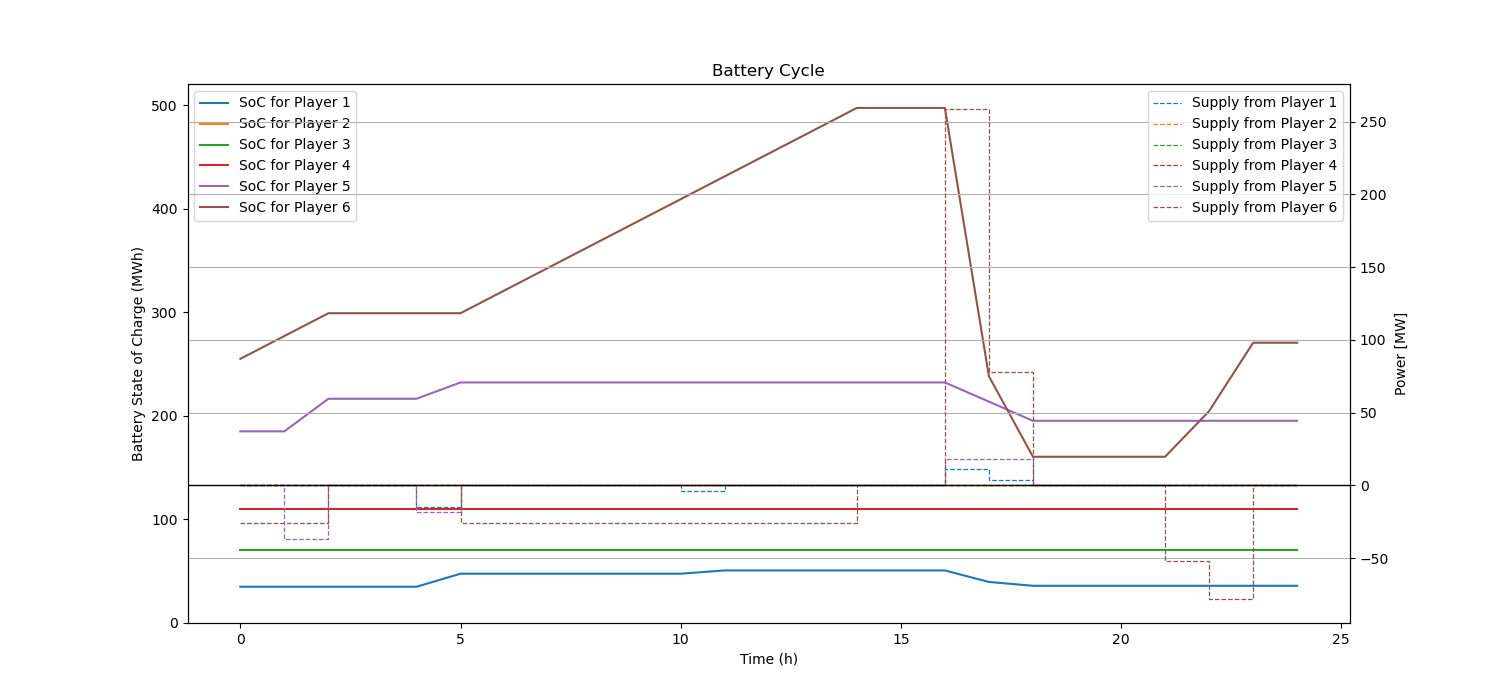 Battery Cycle
SoC for Player 1
SoC for Player 2
SoC for Player 3
SoC for Player 4
SoC for Player 5
SoC for Player 6
Supply from Player 1
Supply from Player 2
Supply from Player 3
Supply from Player 4
Supply from Player 5
Supply from Player 6
Battery State of Charge (MWh)
500
400
300
200
100
0
250
200
150
100
50
0
−50
Power [MW]
0 5 10 15 20 25
Time (h)